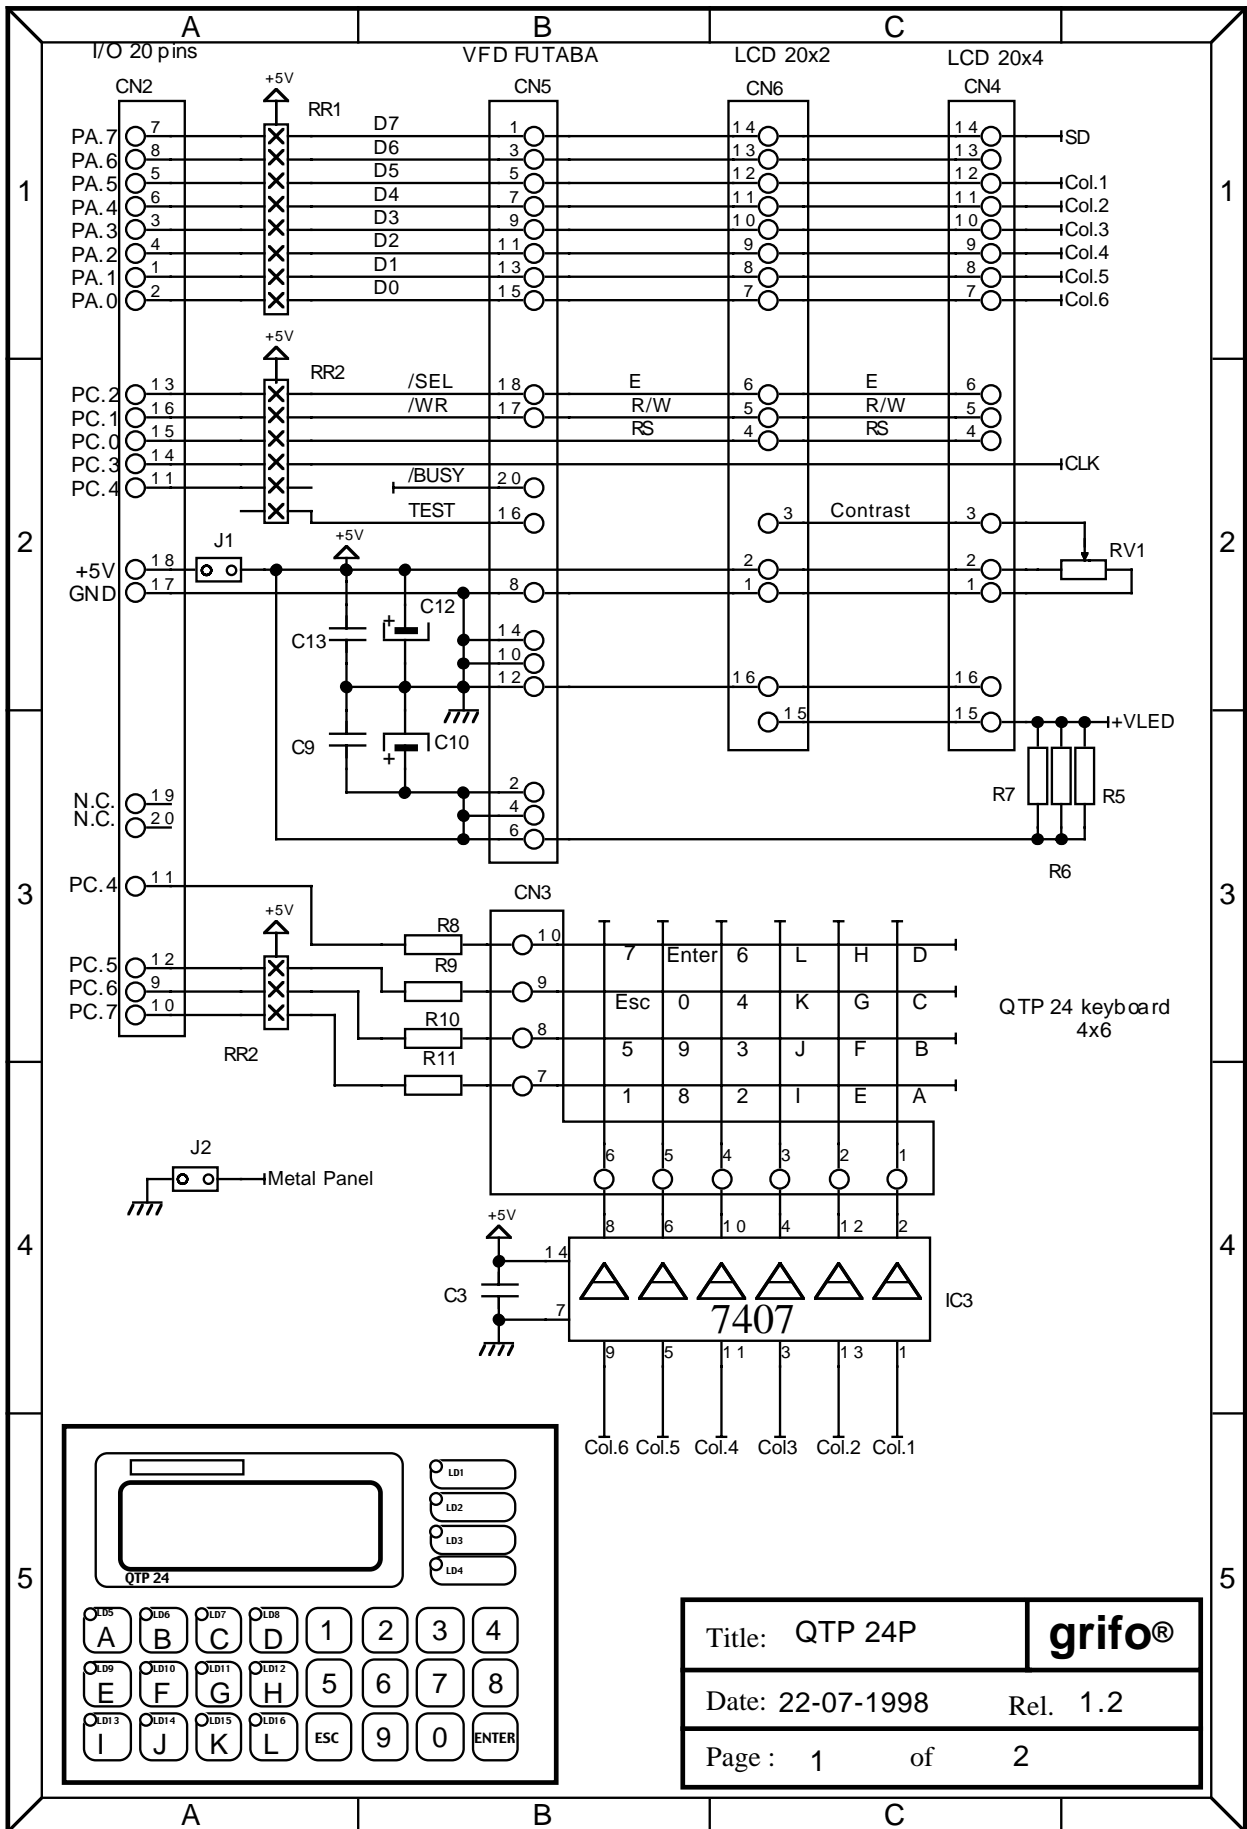 A B C
I/O 20 pins VFD FUTABA LCD 20x2 LCD 20x4
CN2 +5V RR1 CN5 CN6 CN4
PA.7 7 D7 1 14 14 SD
PA.6 8 D6 3 13 13
PA.5 5 D5 5 12 12 Col.1
1 1
PA.4 6 D4 7 11 11 Col.2
PA.3 3 D3 9 10 10 Col.3
PA.2 4 D2 11 9 9 Col.4
PA.1 1 D1 13 8 8 Col.5
PA.0 2 D0 15 7 7 Col.6
+5V
RR2
PC.2 13 /SEL 18 E 6 E 6
PC.1 16 /WR 17 R/W 5 R/W 5
PC.0 15 RS 4 RS 4
PC.3 14 CLK
PC.4 11 /BUSY 20
TEST 16 3 Contrast 3
2 2
J1 +5V RV1
+5V 18 2 2
GND 17 8 1 1
C13 + C12 14
10
12 16 16
15 15 +VLED
C9 + C10
R7 R5
N.C. 19 2
N.C. 20 4
6
R6
3 3
PC.4 11 CN3
+5V R8 10
7 Enter 6 L H D
PC.5 12 R9
PC.6 9 9
Esc 0 4 K G C
PC.7 10 R10 8
QTP 24 keyboard
4x6
RR2 R11 5 9 3 J F B
7
1 8 2 I E A
J2 6 5 4 3 2 1
Metal Panel
+5V 8 6 10 4 12 2
4 4
14
C3 7 7407 IC3
9 5 11 3 13 1
Col.6 Col.5 Col.4 Col3 Col.2 Col.1
LD1
LD2
LD3
LD4
QTP 24
5 5
LD5 LD6 LD7 LD8
A B C D 1 2 3 4
LD9 LD10 LD11 LD12
E F G H 5 6 7 8
LD13 LD14 LD15 LD16
I J K L ESC 9 0 ENTER
Title: QTP 24P grifo®
Date: 22-07-1998 Rel. 1.2
Page : 1 of 2
A B C